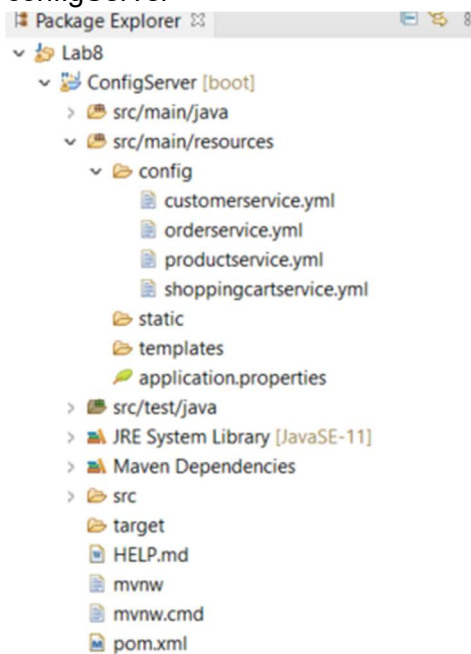 configServer
Package Explorer
Lab8
ConfigServer [boot]
src/main/java
src/main/resources
config
customerservice.yml
orderservice.yml
productservice.yml
shoppingcartservice.yml
static
templates
application.properties
src/test/java
JRE System Library [JavaSE-11]
Maven Dependencies
src
target
HELP.md
mvnw
mvnw.cmd
pom.xml